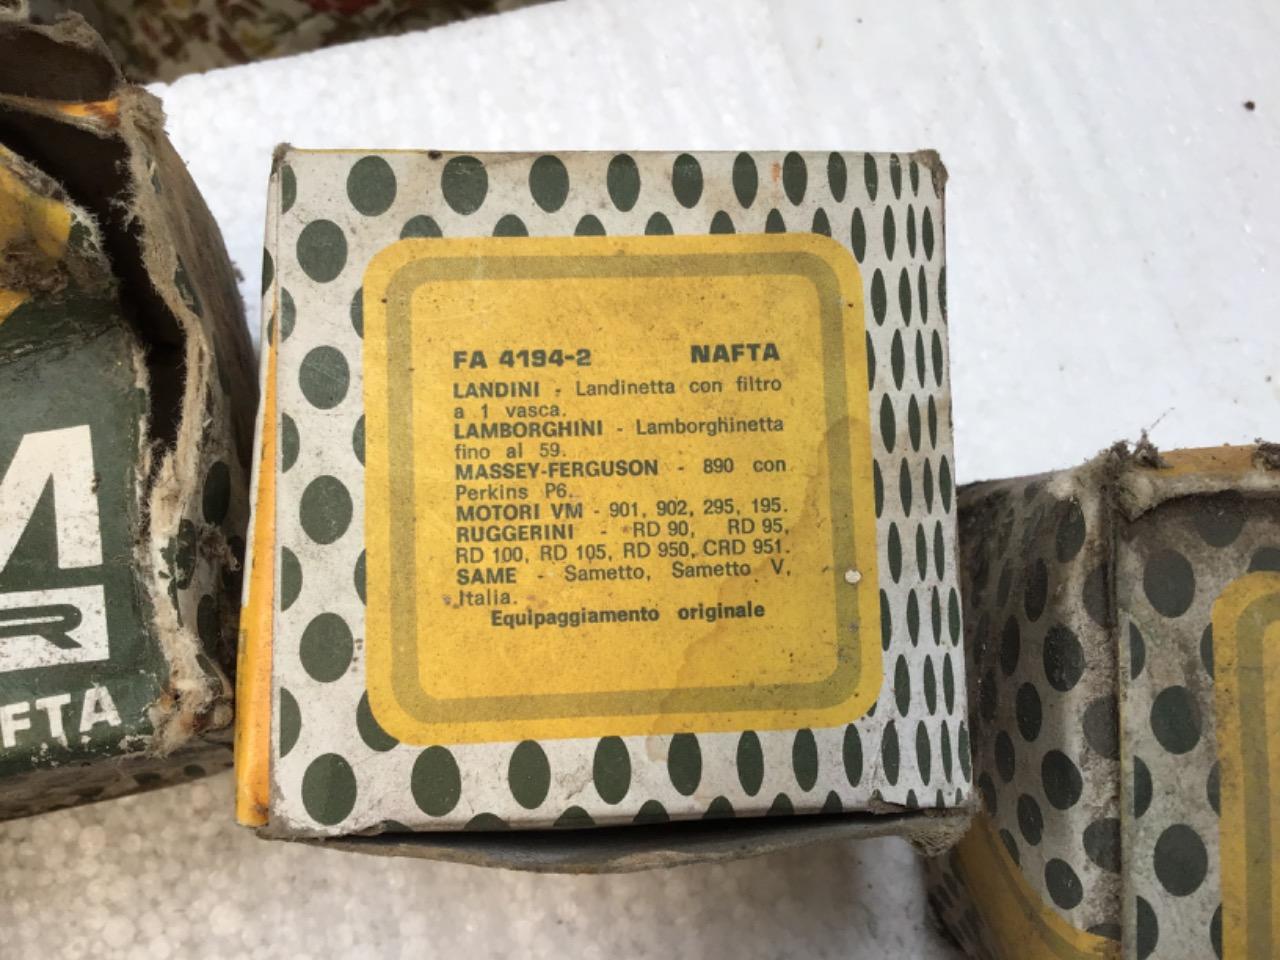 FA 4194-2 NAFTA
LANDINI - Landinetta con filtro
a 1 vasca.
LAMBORGHINI - Lamborghinetta
fino al 59.
MASSEY-FERGUSON - 890 con
Perkins P6.
MOTORI VM - 901, 902, 295, 195.
RUGGERINI - RD 90, RD 95,
RD 100, RD 105, RD 950, CRD 951.
SAME - Sametto, Sametto V,
Italia.
Equipaggiamento originale
M
R
FTA